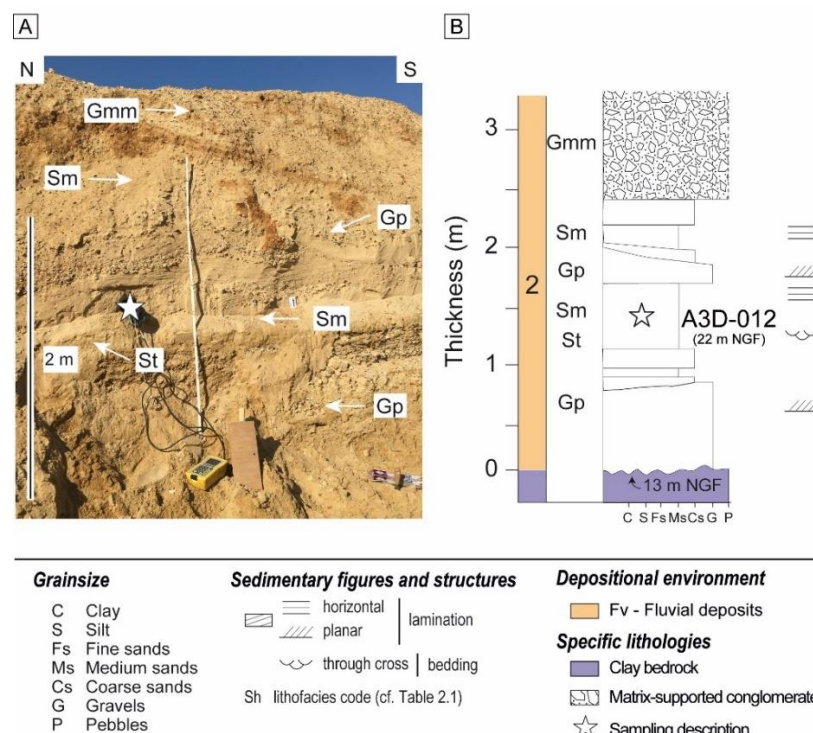 A
B
N
S
Gmm
Sm
Gp
Sm
St
2 m
Gp
Thickness (m)
3
2
1
0
2
Gmm
Sm
Gp
Sm
St
Gp
A3D-012
(22 m NGF)
13 m NGF
C S Fs Ms Cs G P
Grainsize
C Clay
S Silt
Fs Fine sands
Ms Medium sands
Cs Coarse sands
G Gravels
P Pebbles
Sedimentary figures and structures
horizontal
planar
lamination
through cross
bedding
Sh lithofacies code (cf. Table 2.1)
Depositional environment
Fv - Fluvial deposits
Specific lithologies
Clay bedrock
Matrix-supported conglomerate
Sampling description